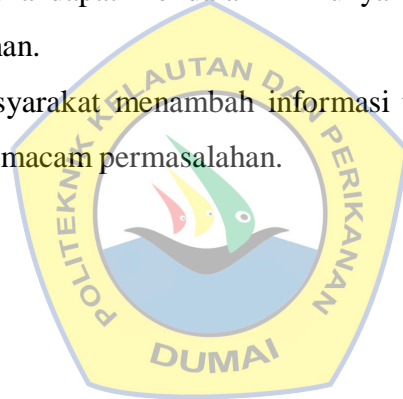 an.
syarakat menambah informasi
macam permasalahan.
POLITEKNIK KELAUTAN DAN PERIKANAN
DUMAI